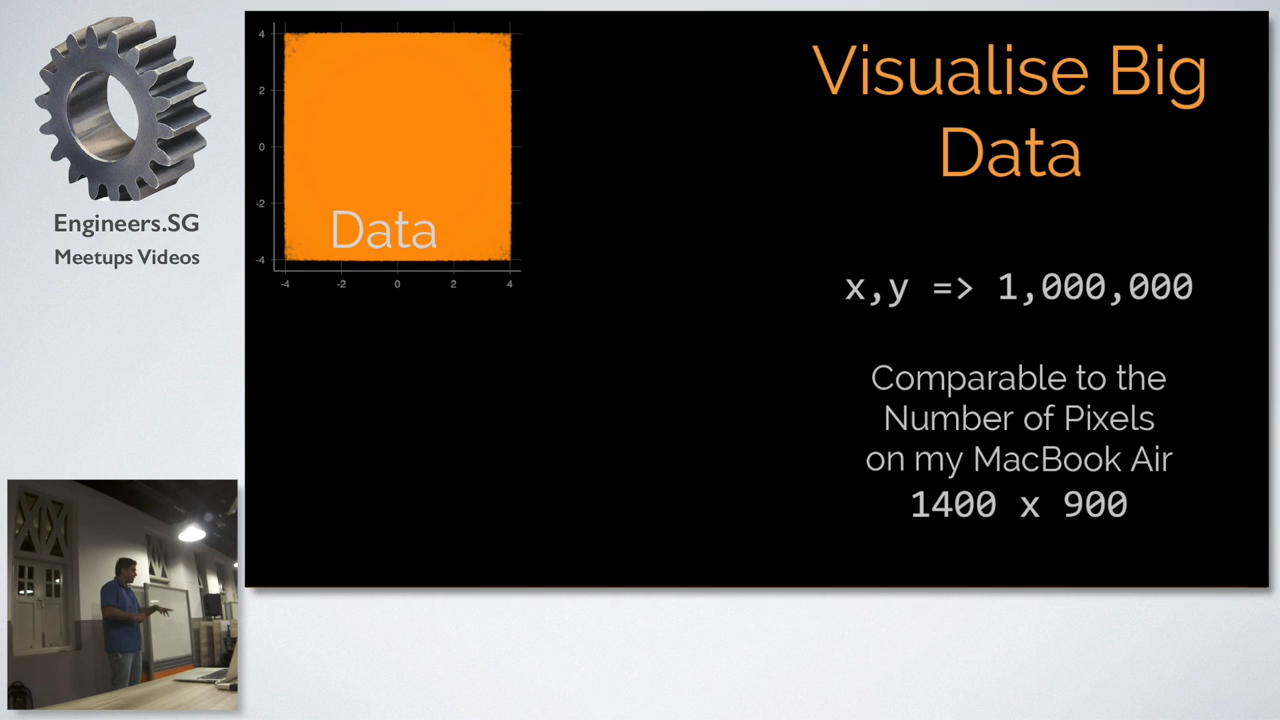 Engineers.SG
Meetups Videos
4
2
0
-2
-4
-4
-2
0
2
4
Data
Visualise Big
Data
x,y => 1,000,000
Comparable to the
Number of Pixels
on my MacBook Air
1400 x 900